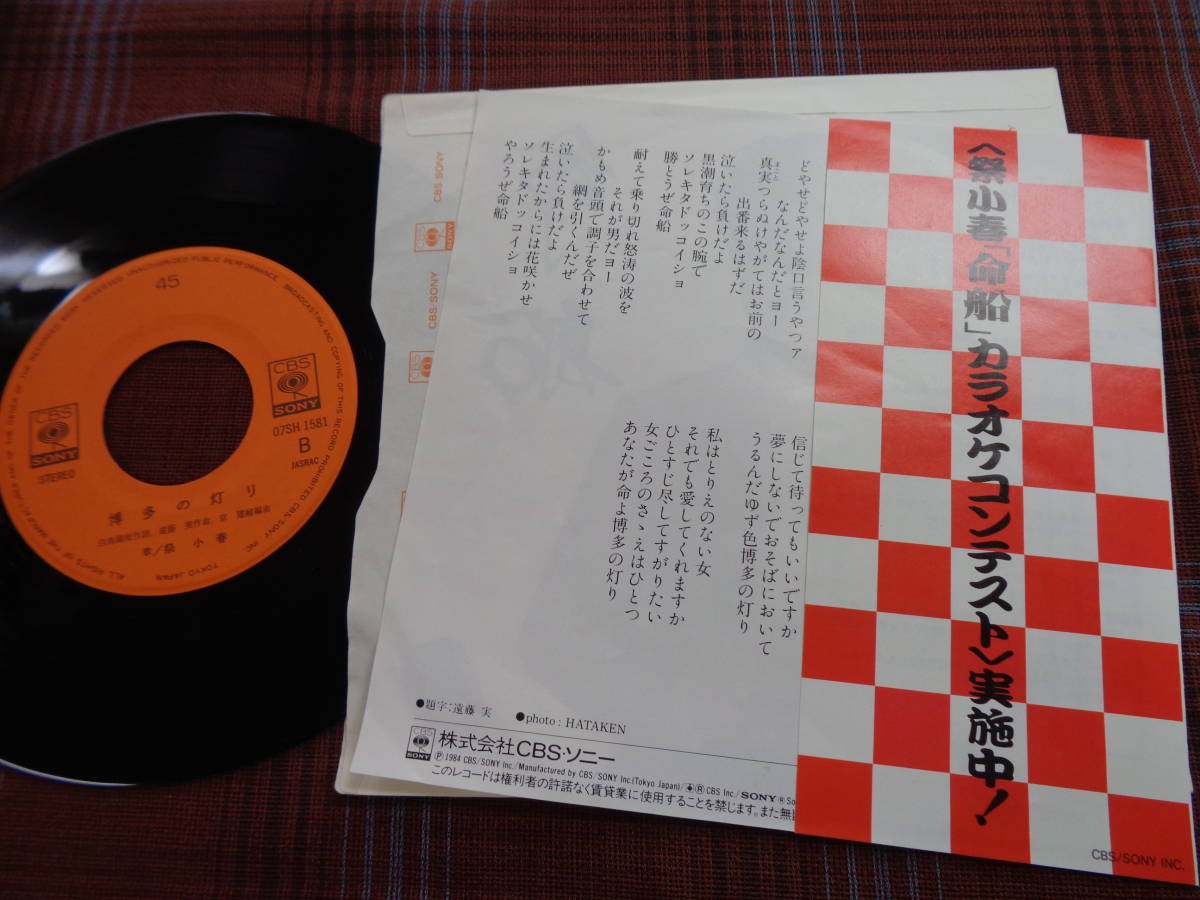 45
CBS
SONY
STEREO
CBS
SONY
07SH 1581
B
JASRAC
博多の灯り
歌/祭 小春
TOKYO JAPAN
CBS/SONY
CBS/SONY
どやせどやせよ陰口言うやつァ
なんだなんだとヨー
真実つらぬけやがてはお前の
まこと
出番来るはずだ
泣いたら負けだよ
黒潮育ちのこの腕で
ソレキタドッコイショ
勝とうぜ命船
耐えて乗り切れ怒涛の波を
それが男だヨー
かもめ音頭で調子を合わせて
網を引くんだぜ
泣いたら負けだよ
生まれたからには花咲かせ
ソレキタドッコイショ
やろうぜ命船
信じて待ってもいいですか
夢にしないでおそばにおいて
うるんだゆず色博多の灯り
私はとりえのない女
それでも愛してくれますか
ひとすじ尽してすがりたい
女ごころのさゝえはひとつ
あなたが命よ博多の灯り
●題字:遠藤 実
●photo : HATAKEN
CBS
SONY
株式会社CBS・ソニー
Ⓟ 1984 CBS/SONY Inc./Manufactured by CBS/SONY Inc.(Tokyo Japan)/ Ⓡ CBS Inc./SONY Ⓡ So
このレコードは権利者の許諾なく賃貸業に使用することを禁じます。また無
〈祭小春「命船」カラオケコンテスト〉実施中!
CBS/SONY INC.